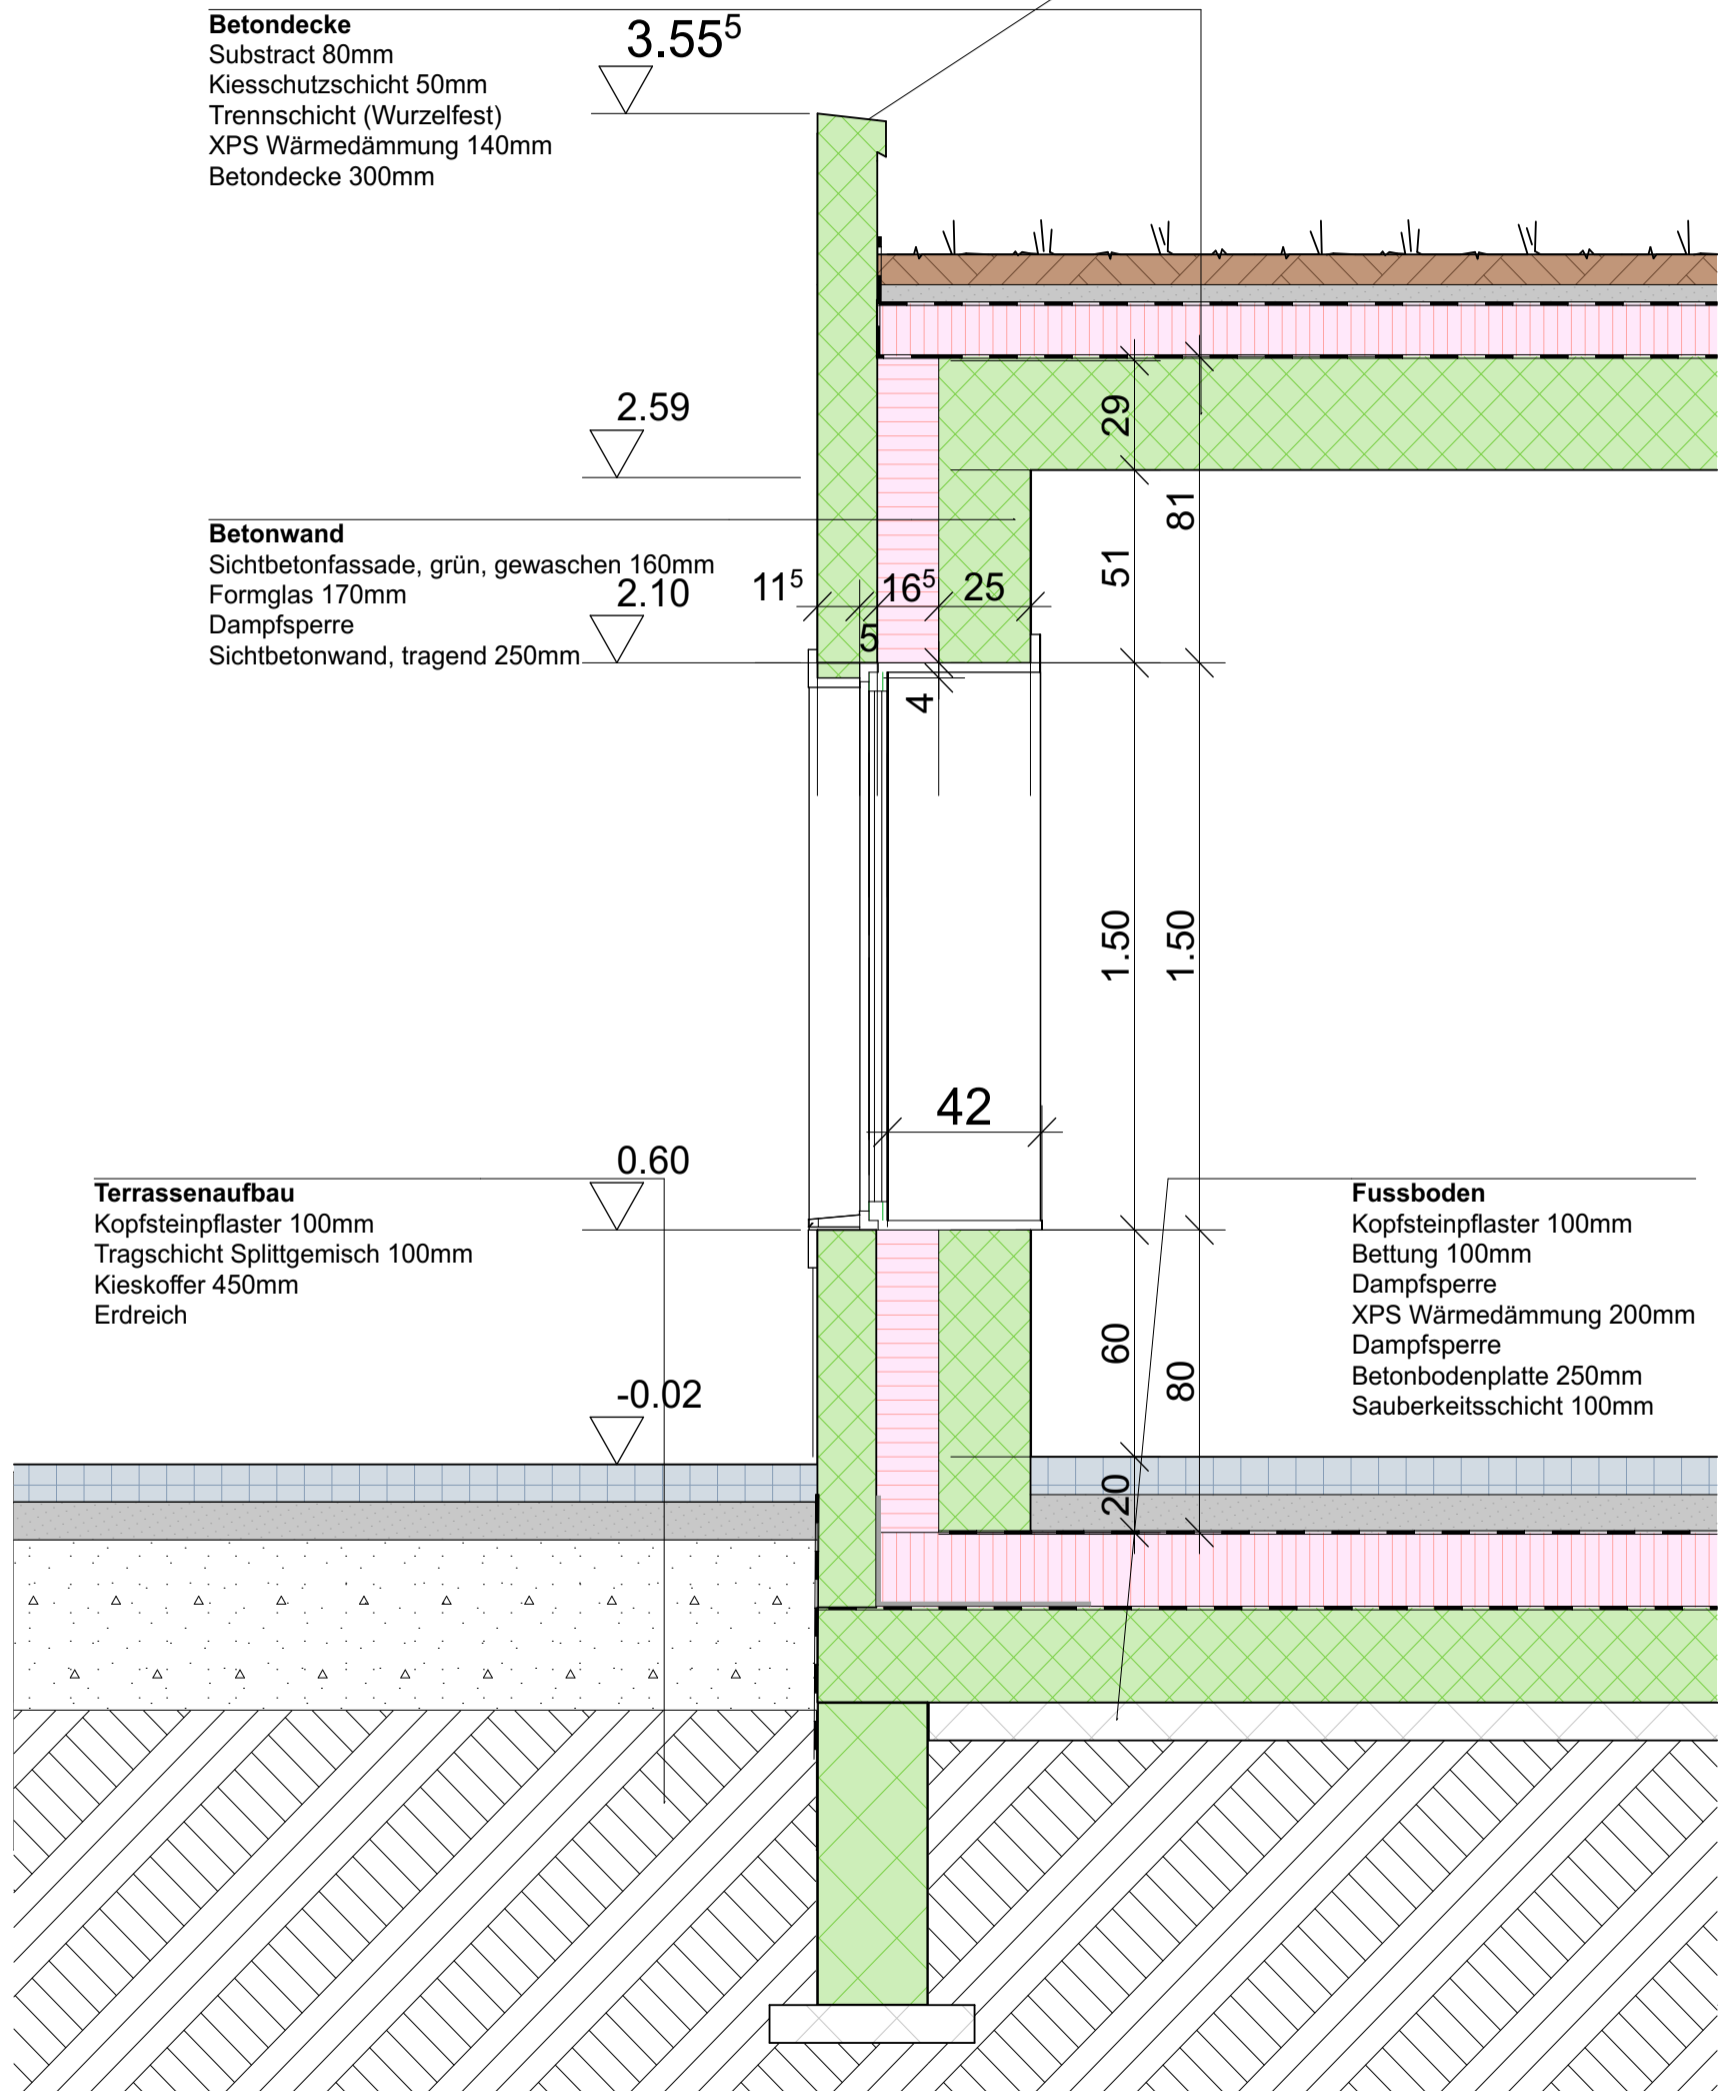 Betondecke
Substract 80mm
Kiesschutzschicht 50mm
Trennschicht (Wurzelfest)
XPS Wärmedämmung 140mm
Betondecke 300mm
3.55⁵
2.59
29
81
51
Betonwand
Sichtbetonfassade, grün, gewaschen 160mm
Formglas 170mm
Dampfsperre
Sichtbetonwand, tragend 250mm
2.10
11⁵
16⁵
25
5
4
1.50
1.50
42
0.60
Terrassenaufbau
Kopfsteinpflaster 100mm
Tragschicht Splittgemisch 100mm
Kieskoffer 450mm
Erdreich
Fussboden
Kopfsteinpflaster 100mm
Bettung 100mm
Dampfsperre
XPS Wärmedämmung 200mm
Dampfsperre
Betonbodenplatte 250mm
Sauberkeitsschicht 100mm
60
80
-0.02
20